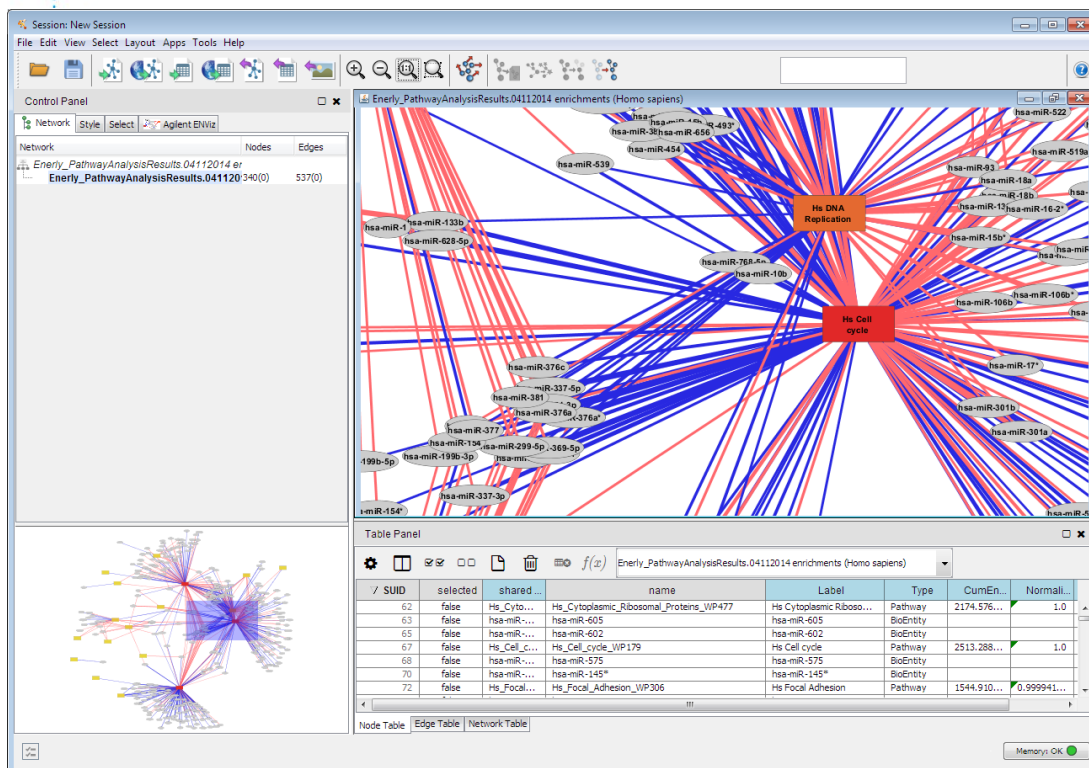 Session: New Session
File Edit View Select Layout Apps Tools Help
Control Panel
Network Style Select Agilent ENViz
Network Nodes Edges
Enerly_PathwayAnalysisResults.04112014 er
Enerly_PathwayAnalysisResults.041120 340(0) 537(0)
Enerly_PathwayAnalysisResults.04112014 enrichments (Homo sapiens)
hsa-miR-656
hsa-miR-454
hsa-miR-539
hsa-miR-522
hsa-miR-519a
hsa-miR-93
hsa-miR-18a
hsa-miR-18b
hsa-miR-16-2*
hsa-miR-15b*
Hs DNA
Replication
hsa-miR-1
hsa-miR-133b
hsa-miR-628-5p
hsa-miR-768-5p
hsa-miR-10b
hsa-miR-106b*
hsa-miR-106b
Hs Cell
cycle
hsa-miR-17*
hsa-miR-376c
hsa-miR-337-5p
hsa-miR-381
hsa-miR-376a
hsa-miR-377
hsa-miR-154
hsa-miR-299-5p
hsa-miR-199b-3p
-199b-5p
hsa-miR-337-3p
hsa-miR-301b
hsa-miR-301a
Table Panel
f(x) Enerly_PathwayAnalysisResults.04112014 enrichments (Homo sapiens)
SUID selected shared ... name Label Type CumEn... Normali...
62 false Hs_Cyto... Hs_Cytoplasmic_Ribosomal_Proteins_WP477 Hs Cytoplasmic Riboso... Pathway 2174.576... 1.0
63 false hsa-miR-... hsa-miR-605 hsa-miR-605 BioEntity
65 false hsa-miR-... hsa-miR-602 hsa-miR-602 BioEntity
67 false Hs_Cell_c... Hs_Cell_cycle_WP179 Hs Cell cycle Pathway 2513.288... 1.0
68 false hsa-miR-... hsa-miR-575 hsa-miR-575 BioEntity
70 false hsa-miR-... hsa-miR-145* hsa-miR-145* BioEntity
72 false Hs_Focal... Hs_Focal_Adhesion_WP306 Hs Focal Adhesion Pathway 1544.910... 0.999941...
Node Table Edge Table Network Table
Memory: OK